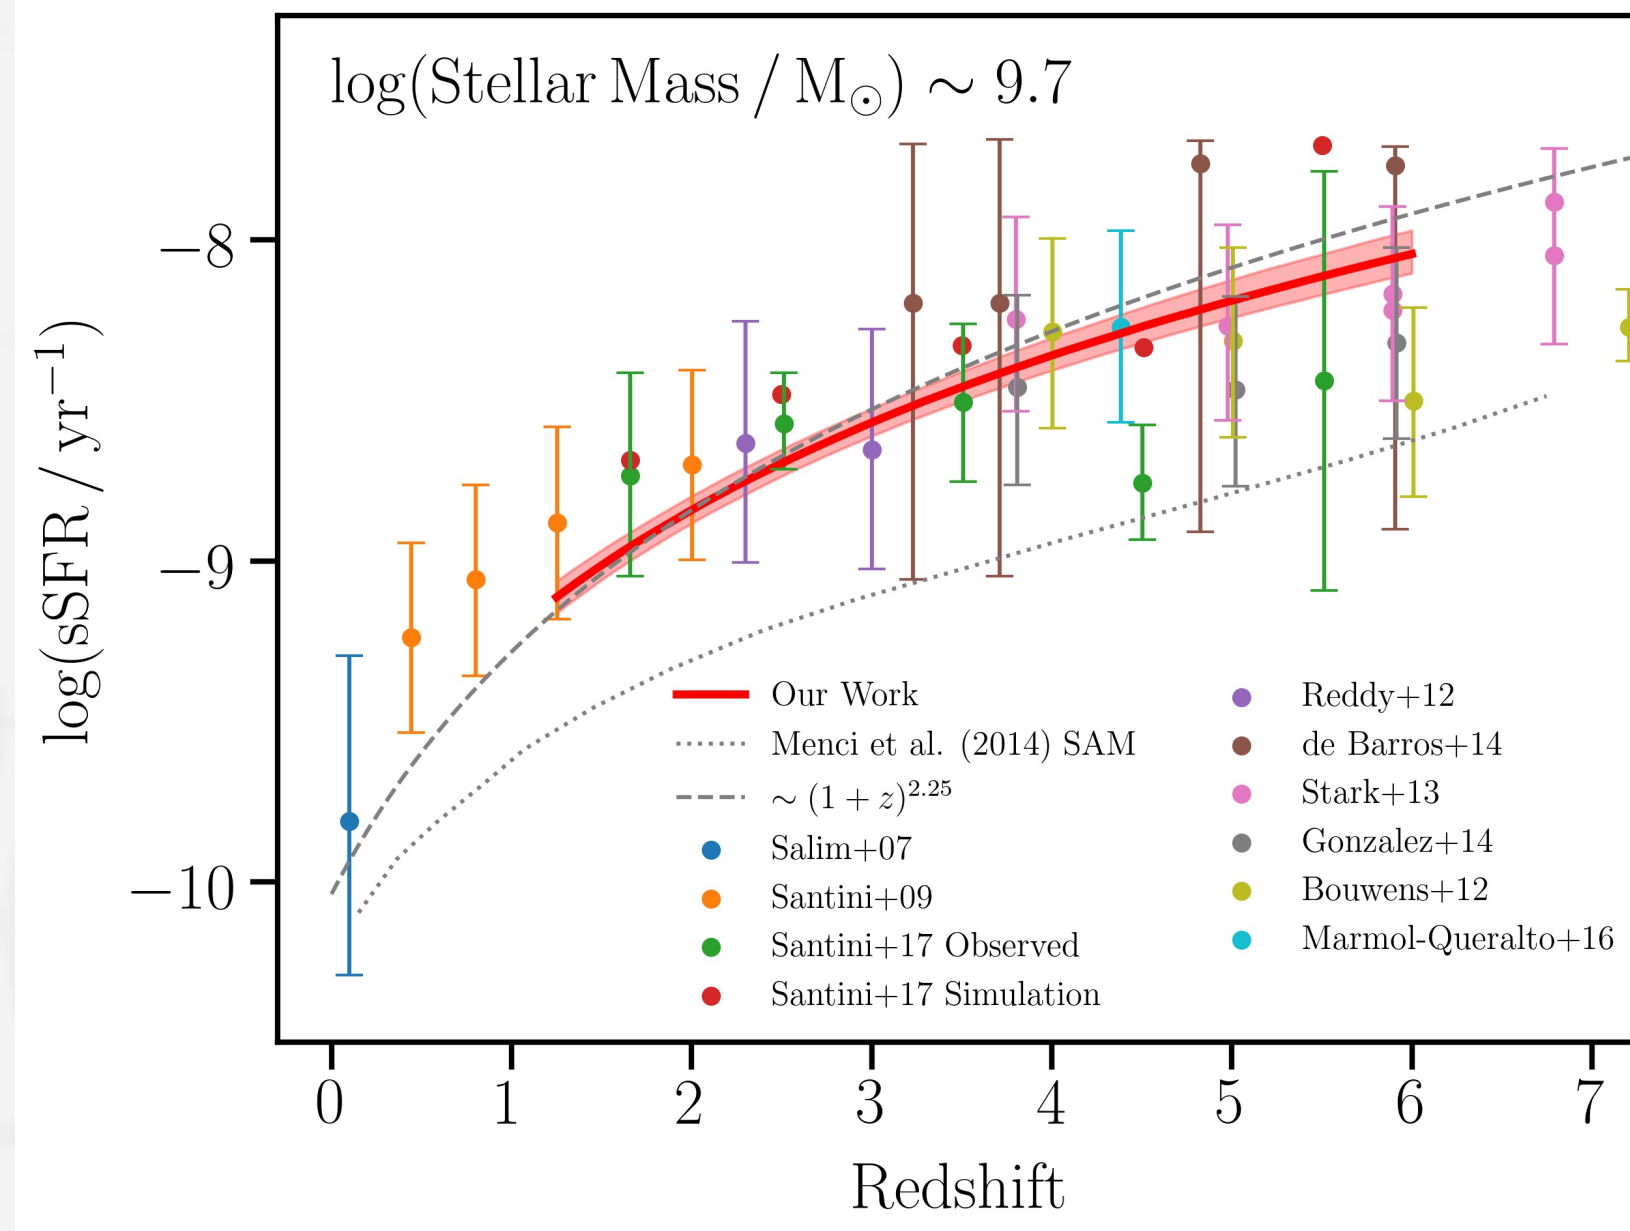 log(Stellar Mass / M☉) ∼ 9.7
log(sSFR / yr⁻¹)
−8
−9
−10
Our Work
Menci et al. (2014) SAM
∼ (1 + z)²·²⁵
Salim+07
Santini+09
Santini+17 Observed
Santini+17 Simulation
Reddy+12
de Barros+14
Stark+13
Gonzalez+14
Bouwens+12
Marmol-Queralto+16
0 1 2 3 4 5 6 7
Redshift